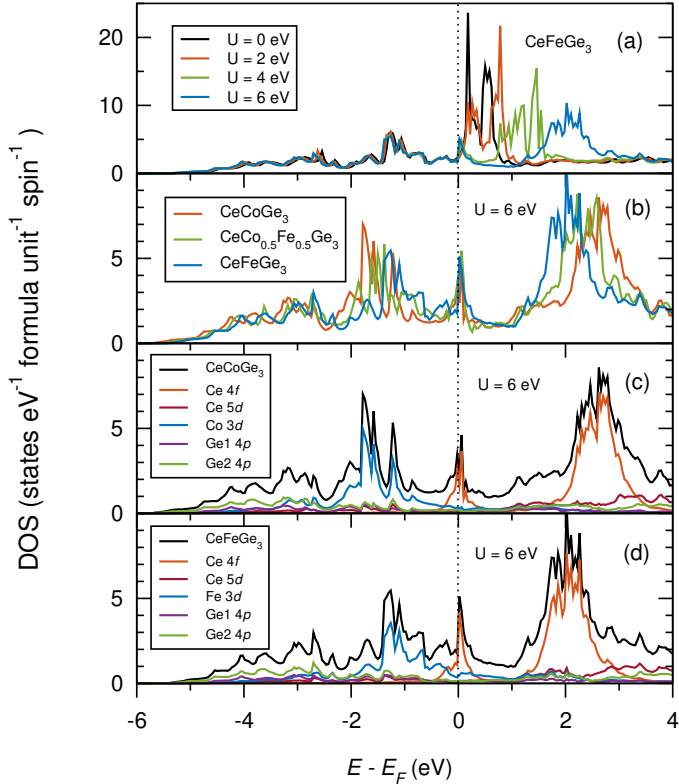 U = 0 eV
U = 2 eV
U = 4 eV
U = 6 eV
CeFeGe3
(a)
20
10
0
CeCoGe3
CeCo0.5Fe0.5Ge3
CeFeGe3
U = 6 eV
(b)
5
0
CeCoGe3
Ce 4f
Ce 5d
Co 3d
Ge1 4p
Ge2 4p
U = 6 eV
(c)
5
0
CeFeGe3
Ce 4f
Ce 5d
Fe 3d
Ge1 4p
Ge2 4p
U = 6 eV
(d)
5
0
-6 -4 -2 0 2 4
E - EF (eV)
DOS (states eV-1 formula unit-1 spin-1)